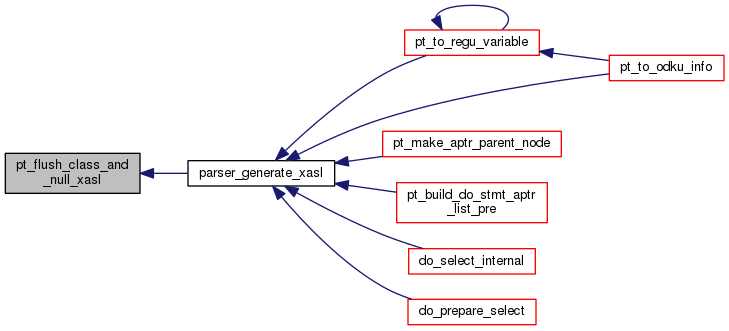 pt_to_regu_variable
pt_to_odku_info
pt_make_aptr_parent_node
pt_flush_class_and
_null_xasl
parser_generate_xasl
pt_build_do_stmt_aptr
_list_pre
do_select_internal
do_prepare_select